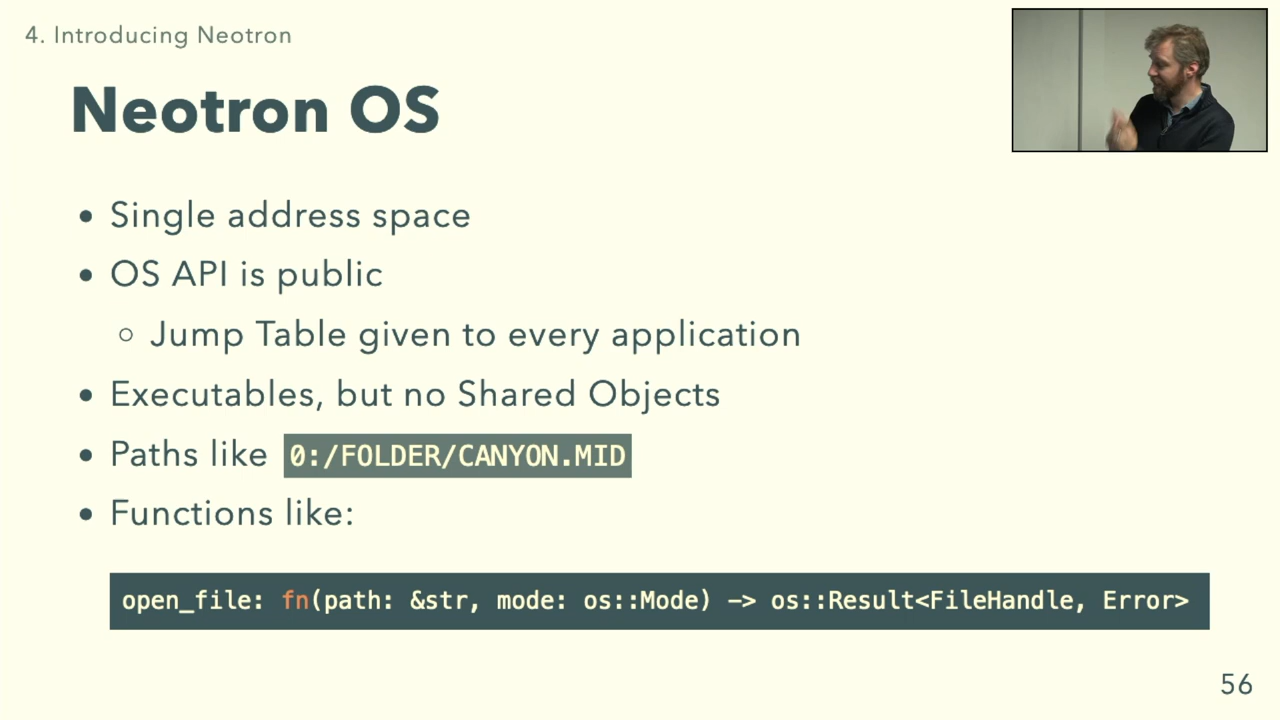 4. Introducing Neotron
Neotron OS
• Single address space
• OS API is public
○ Jump Table given to every application
• Executables, but no Shared Objects
• Paths like 0:/FOLDER/CANYON.MID
• Functions like:
open_file: fn(path: &str, mode: os::Mode) -> os::Result<FileHandle, Error>
56